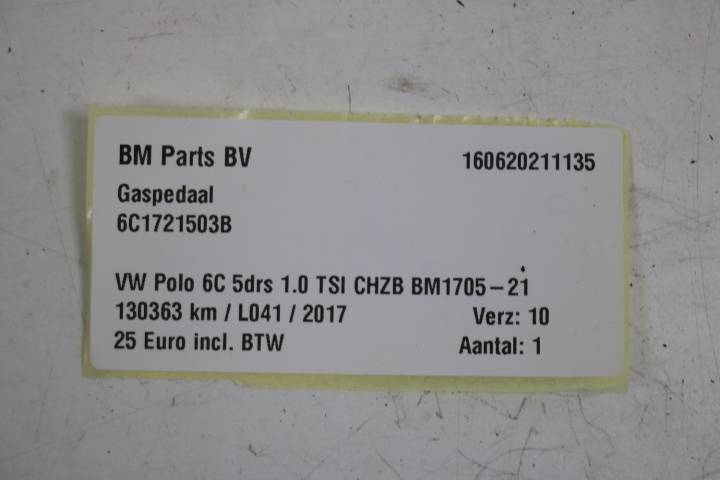 BM Parts BV 160620211135
Gaspedaal
6C1721503B
VW Polo 6C 5drs 1.0 TSI CHZB BM1705-21
130363 km / L041 / 2017 Verz: 10
25 Euro incl. BTW Aantal: 1